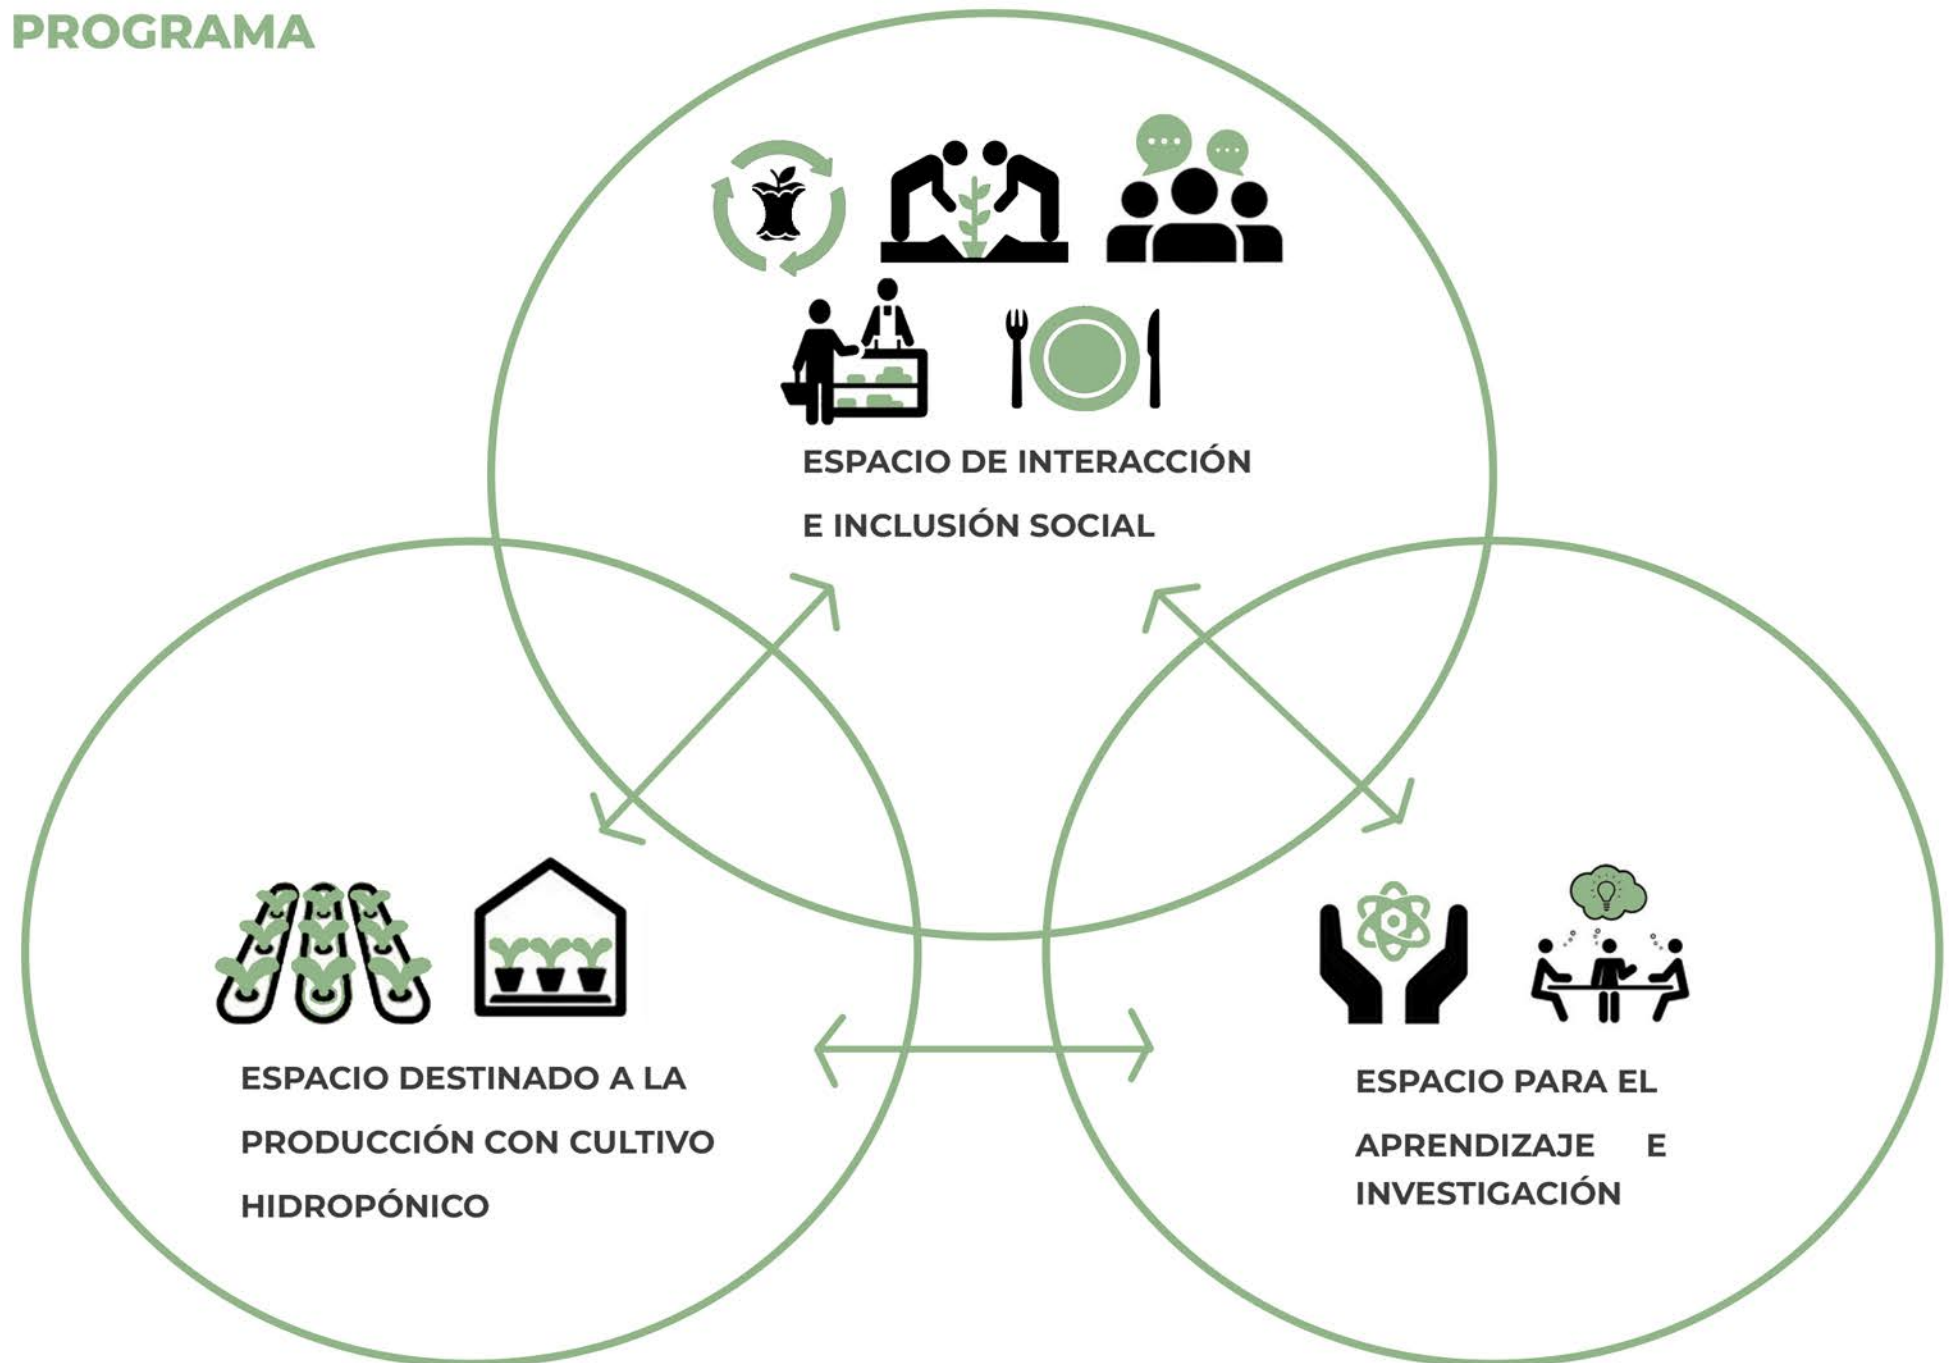 PROGRAMA
ESPACIO DE INTERACCIÓN
E INCLUSIÓN SOCIAL
ESPACIO DESTINADO A LA
PRODUCCIÓN CON CULTIVO
HIDROPÓNICO
ESPACIO PARA EL
APRENDIZAJE E
INVESTIGACIÓN